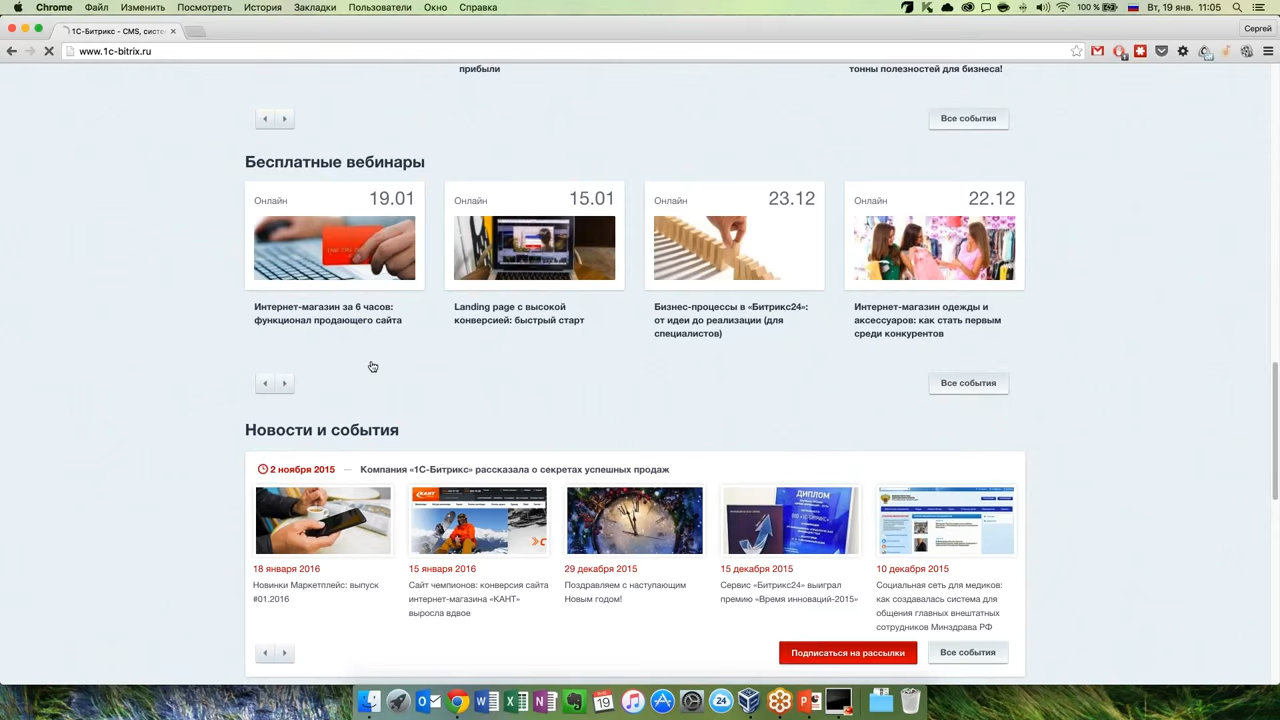 Chrome Файл Изменить Посмотреть История Закладки Пользователи Окно Справка
100 % Вт, 19 янв. 11:05
1С-Битрикс - CMS, систе
Сергей
www.1c-bitrix.ru
прибыли
тонны полезностей для бизнеса!
Все события
Бесплатные вебинары
Онлайн 19.01
Онлайн 15.01
Онлайн 23.12
Онлайн 22.12
Интернет-магазин за 6 часов:
функционал продающего сайта
Landing page с высокой
конверсией: быстрый старт
Бизнес-процессы в «Битрикс24»:
от идеи до реализации (для
специалистов)
Интернет-магазин одежды и
аксессуаров: как стать первым
среди конкурентов
Все события
Новости и события
2 ноября 2015 — Компания «1С-Битрикс» рассказала о секретах успешных продаж
КАНТ
ДИПЛОМ
18 января 2016
Новинки Маркетплейс: выпуск
#01.2016
15 января 2016
Сайт чемпионов: конверсия сайта
интернет-магазина «КАНТ»
выросла вдвое
29 декабря 2015
Поздравляем с наступающим
Новым годом!
15 декабря 2015
Сервис «Битрикс24» выиграл
премию «Время инноваций-2015»
10 декабря 2015
Социальная сеть для медиков:
как создавалась система для
общения главных внештатных
сотрудников Минздрава РФ
Подписаться на рассылки
Все события
19
24